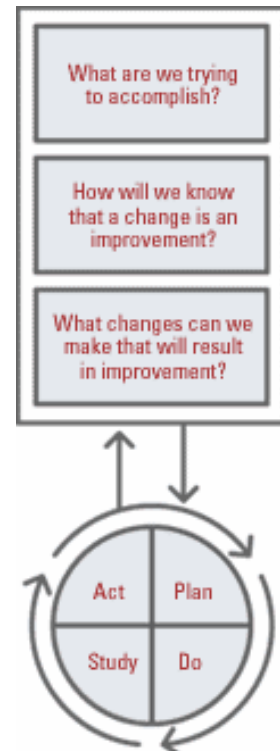 What are we trying
to accomplish?
How will we know
that a change is an
improvement?
What changes can we
make that will result
in improvement?
Act
Plan
Study
Do